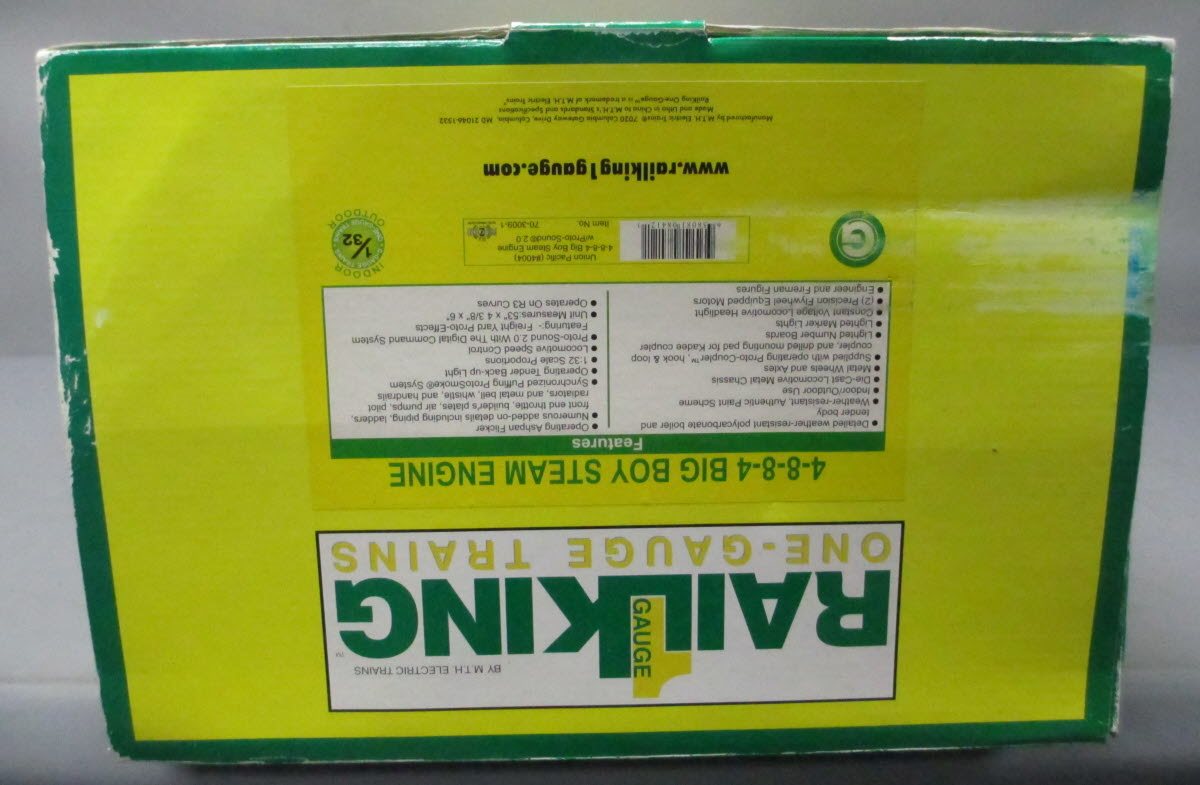 BY M.T.H. ELECTRIC TRAINS
RAILKING
TM
1
GAUGE
ONE-GAUGE TRAINS
4-8-8-4 BIG BOY STEAM ENGINE
Features
● Detailed weather-resistant polycarbonate boiler and
tender body
● Weather-resistant, Authentic Paint Scheme
● Indoor/Outdoor Use
● Die-Cast Locomotive Metal Chassis
● Metal Wheels and Axles
● Supplied with operating Proto-Coupler™, hook & loop
coupler, and drilled mounting pad for Kadee coupler
● Lighted Number Boards
● Lighted Marker Lights
● Constant Voltage Locomotive Headlight
● (2) Precision Flywheel Equipped Motors
● Engineer and Fireman Figures
● Operating Ashpan Flicker
● Numerous added-on details including piping, ladders,
front end throttle, builder's plates, air pumps, pilot
radiators, and metal bell, whistle, and handrails
● Synchronized Puffing ProtoSmoke® System
● Operating Tender Back-up Light
● 1:32 Scale Proportions
● Locomotive Speed Control
● Proto-Sound 2.0 With The Digital Command System
Featuring:- Freight Yard Proto-Effects
● Unit Measures:53" x 4 3/8" x 6"
● Operates On R3 Curves
G
Union Pacific (#4004)
4-8-8-4 Big Boy Steam Engine
w/Proto-Sound® 2.0
Item No. 70-3009-1
INDOOR
1/32
OUTDOOR
www.railking1gauge.com
Manufactured by M.T.H. Electric Trains® 7020 Columbia Gateway Drive, Columbia, MD 21046-1532
Made and Litho in China to M.T.H.'s Standards and Specifications
RailKing One-Gauge™ is a trademark of M.T.H. Electric Trains®